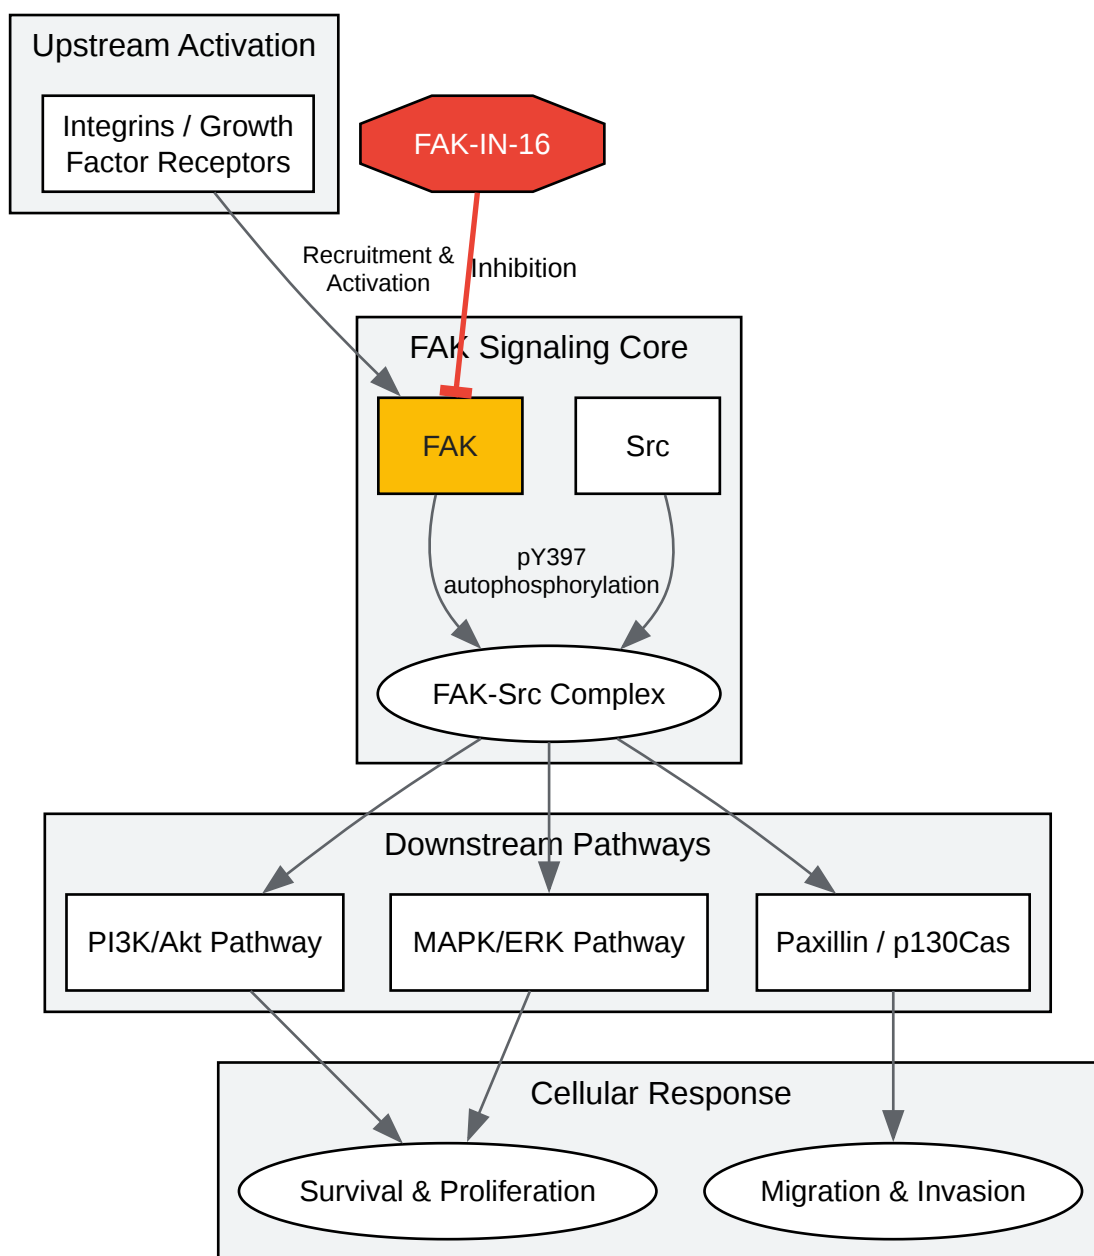 Upstream Activation
Integrins / Growth
Factor Receptors
FAK-IN-16
Recruitment &
Activation
Inhibition
FAK Signaling Core
FAK
Src
pY397
autophosphorylation
FAK-Src Complex
Downstream Pathways
PI3K/Akt Pathway
MAPK/ERK Pathway
Paxillin / p130Cas
Cellular Response
Survival & Proliferation
Migration & Invasion